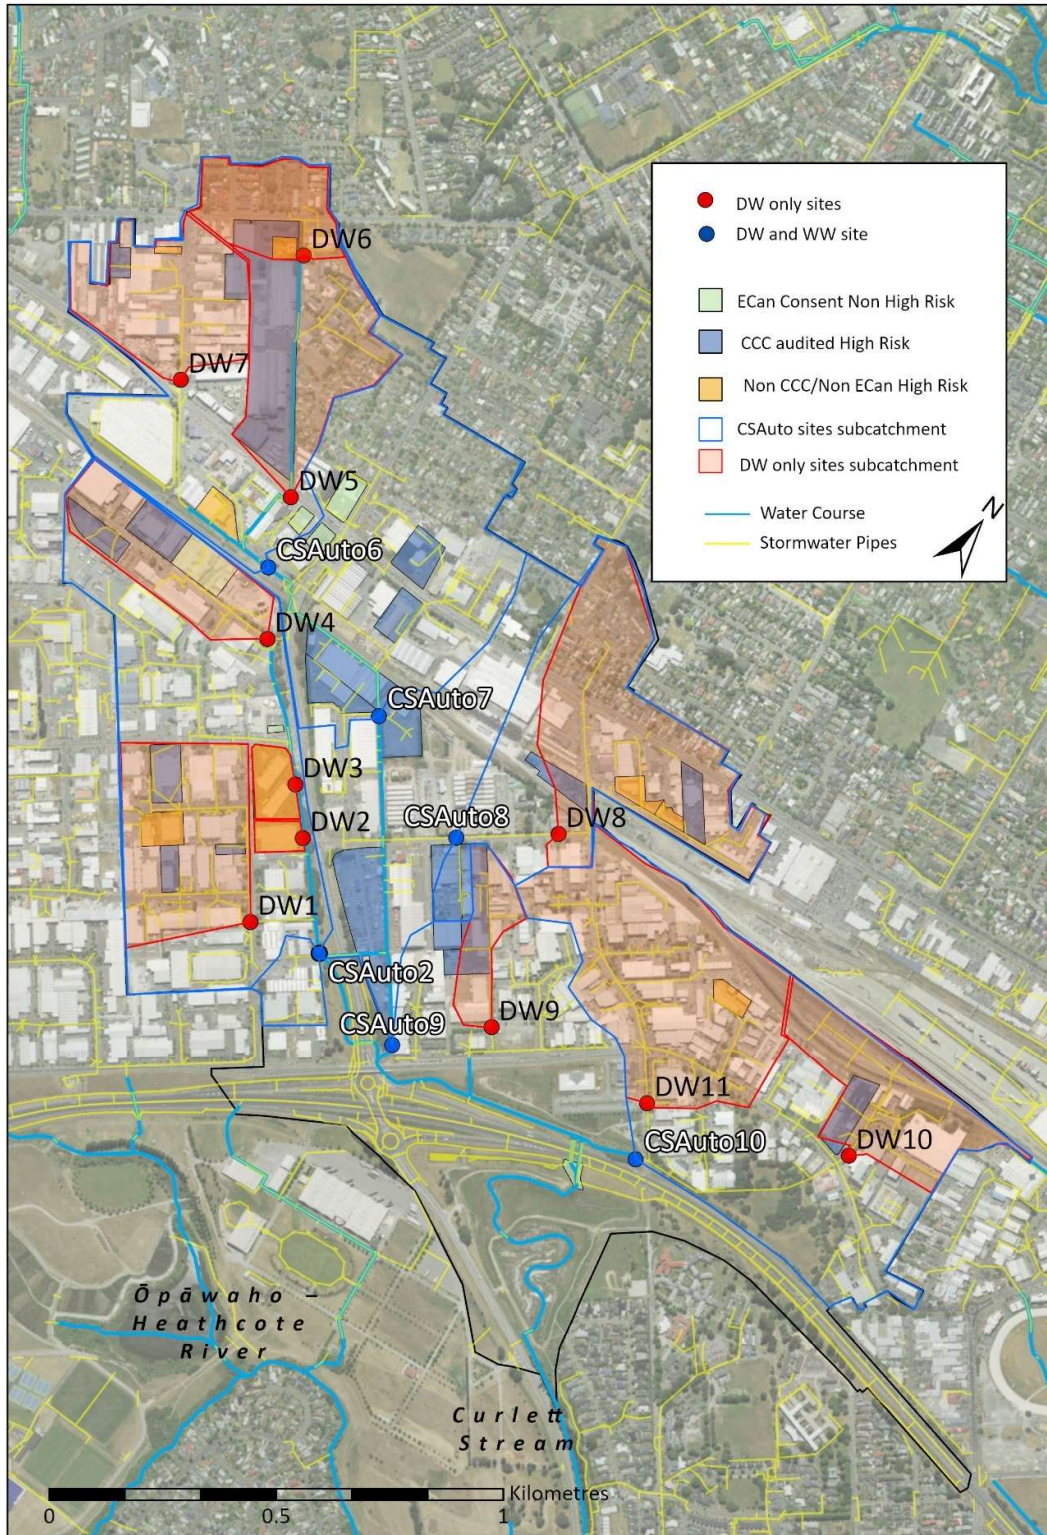 DW only sites
DW and WW site
ECan Consent Non High Risk
CCC audited High Risk
Non CCC/Non ECan High Risk
CSAuto sites subcatchment
DW only sites subcatchment
Water Course
Stormwater Pipes
N
DW6
DW7
DW5
CSAuto6
DW4
CSAuto7
DW3
CSAuto8
DW2
DW8
DW1
CSAuto2
CSAuto9
DW9
DW11
CSAuto10
DW10
Ōpāwaho –
Heathcote
River
Curlett
Stream
Kilometres
0
0.5
1